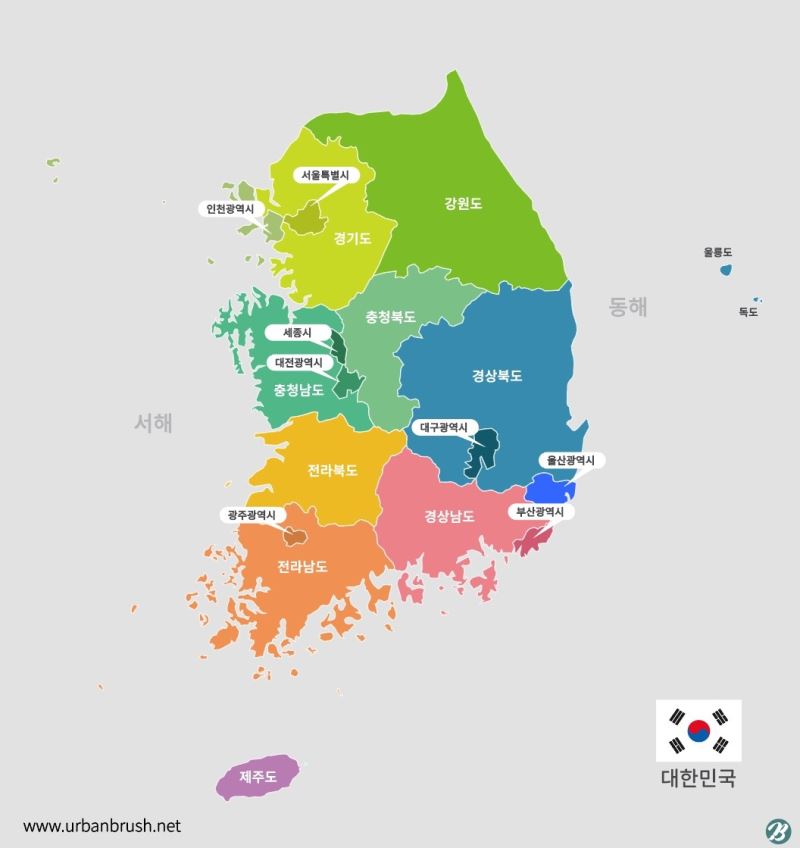 서울특별시
인천광역시
강원도
경기도
울릉도
동해
독도
충청북도
세종시
대전광역시
충청남도
경상북도
서해
대구광역시
울산광역시
전라북도
부산광역시
광주광역시
경상남도
전라남도
제주도
대한민국
www.urbanbrush.net
B